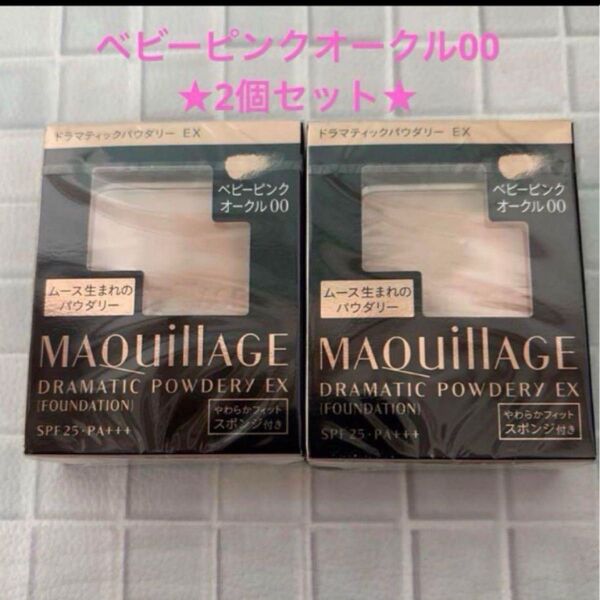 ベビーピンクオークル00
★2個セット★
ドラマティックパウダリー EX
ベビーピンク
オークル00
ムース生まれの
パウダリー
MAQuillAGE
DRAMATIC POWDERY EX
[FOUNDATION]
やわらかフィット
スポンジ付き
SPF25・PA+++
ドラマティックパウダリー EX
ベビーピンク
オークル00
ムース生まれの
パウダリー
MAQuillAGE
DRAMATIC POWDERY EX
[FOUNDATION]
やわらかフィット
スポンジ付き
SPF25・PA+++